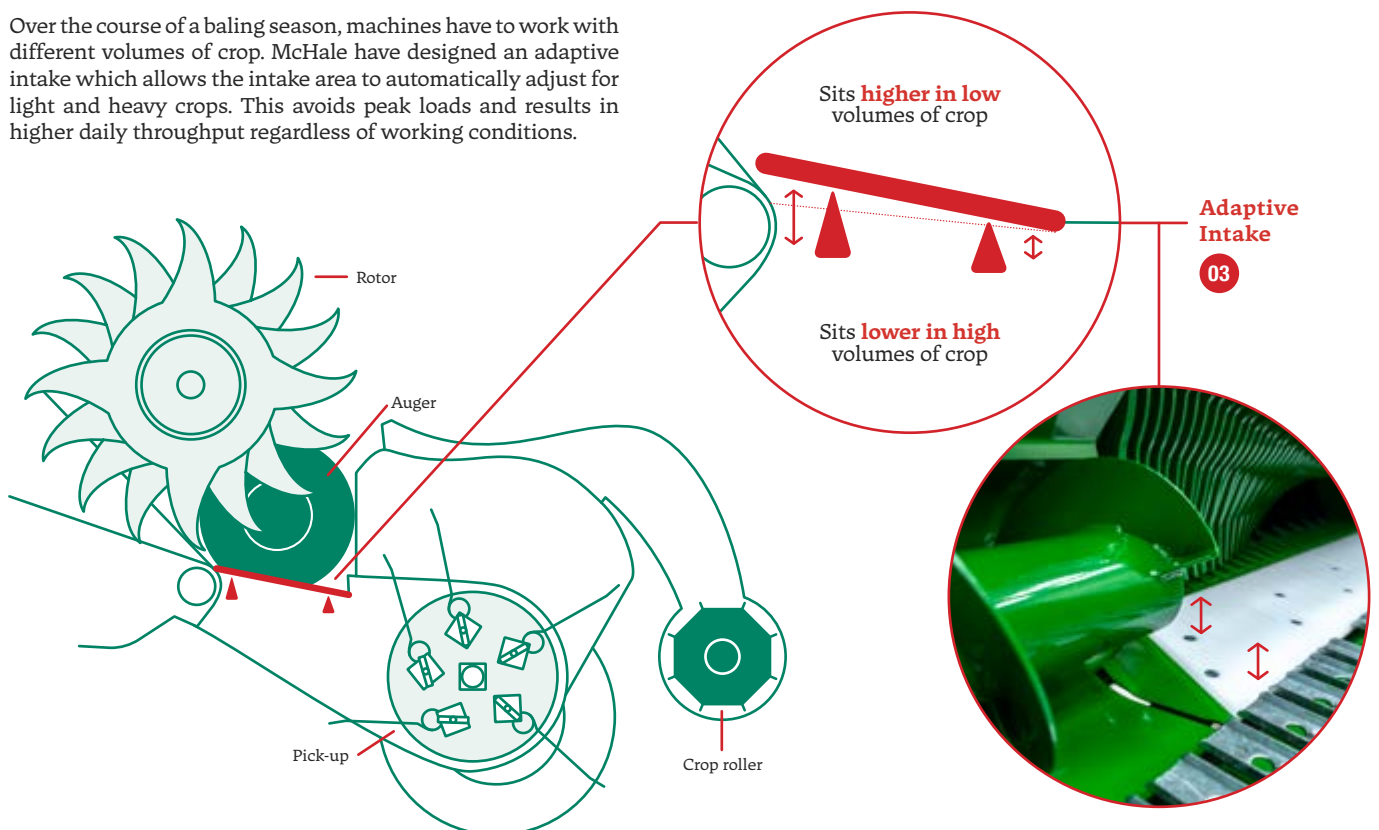 Over the course of a baling season, machines have to work with
different volumes of crop. McHale have designed an adaptive
intake which allows the intake area to automatically adjust for
light and heavy crops. This avoids peak loads and results in
higher daily throughput regardless of working conditions.
Sits higher in low
volumes of crop
Adaptive
Intake
03
Sits lower in high
volumes of crop
Rotor
Auger
Pick-up
Crop roller